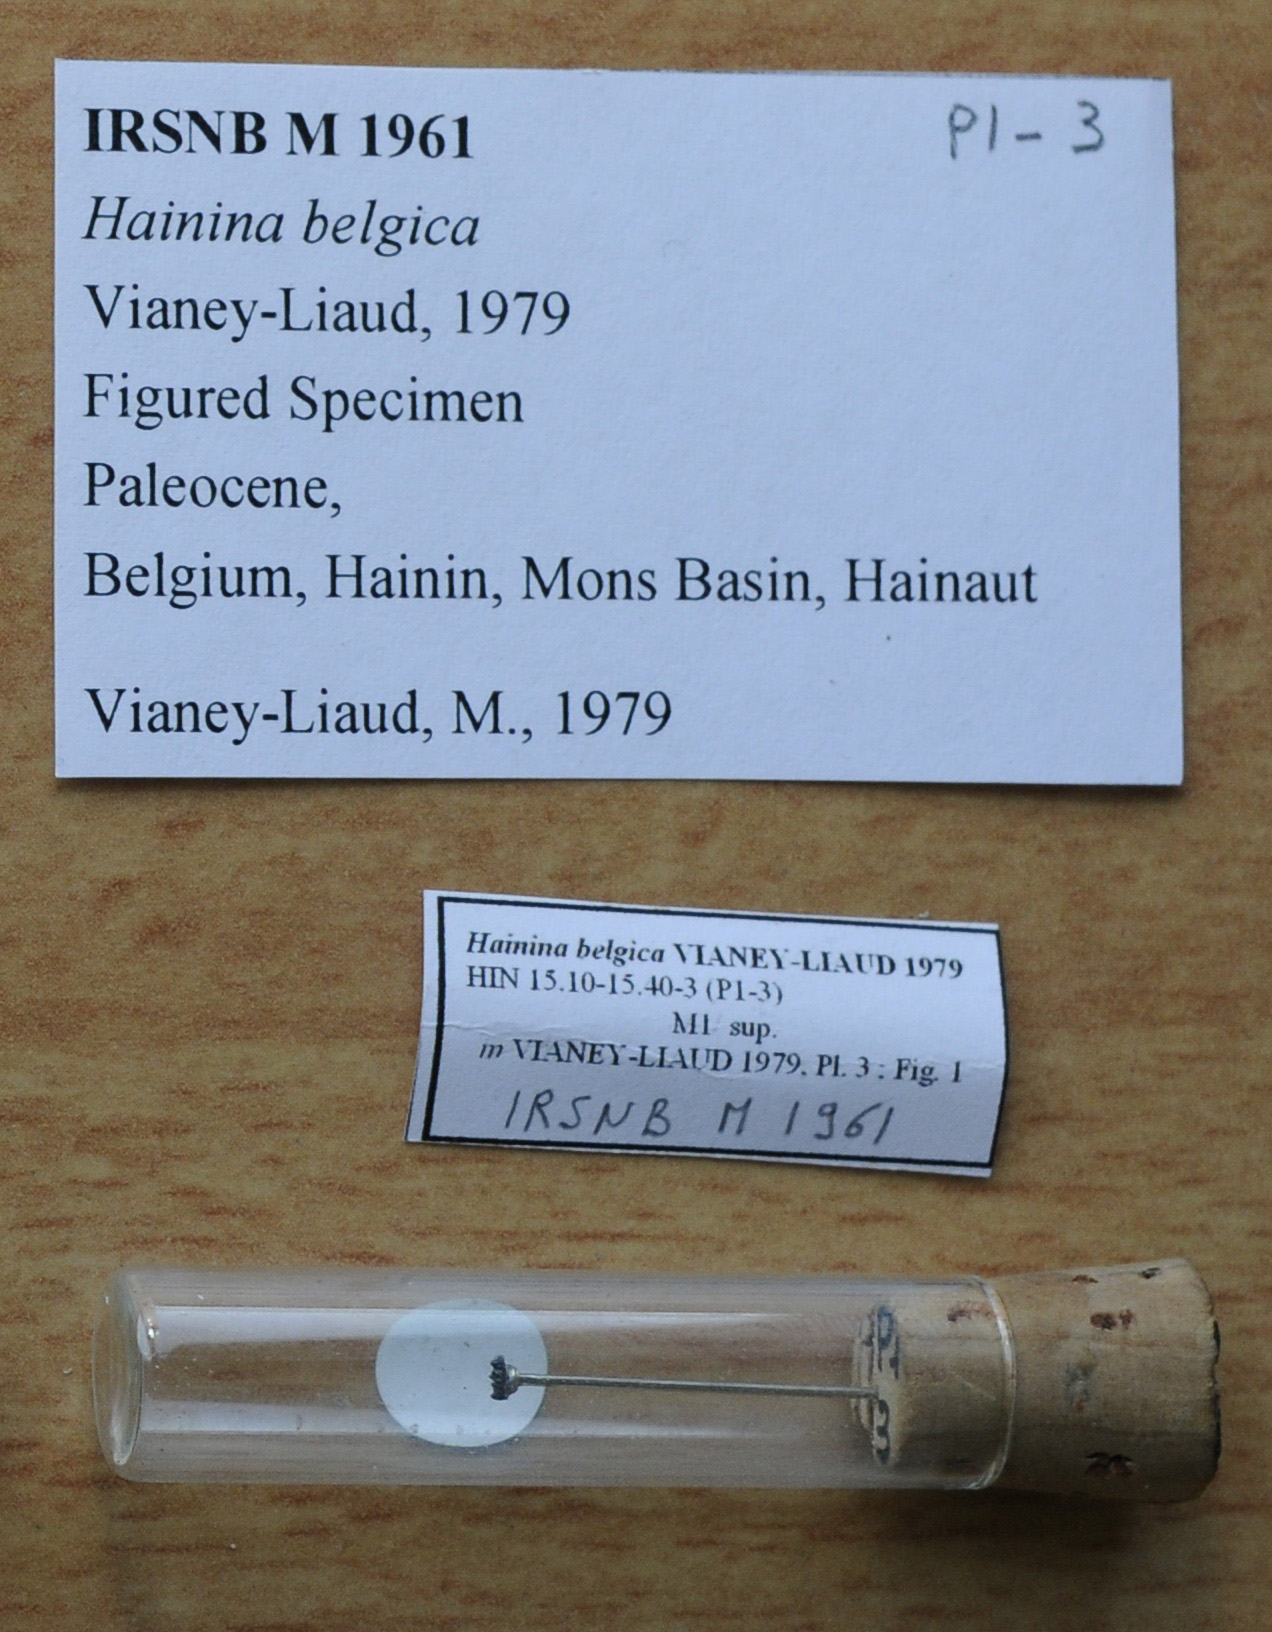 IRSNB M 1961
P1-3
Hainina belgica
Vianey-Liaud, 1979
Figured Specimen
Paleocene,
Belgium, Hainin, Mons Basin, Hainaut
Vianey-Liaud, M., 1979
Hainina belgica VIANEY-LIAUD 1979
HIN 15.10-15.40-3 (P1-3)
M1 sup.
m VIANEY-LIAUD 1979. Pl. 3 : Fig. 1
IRSNB M 1961
P1
3